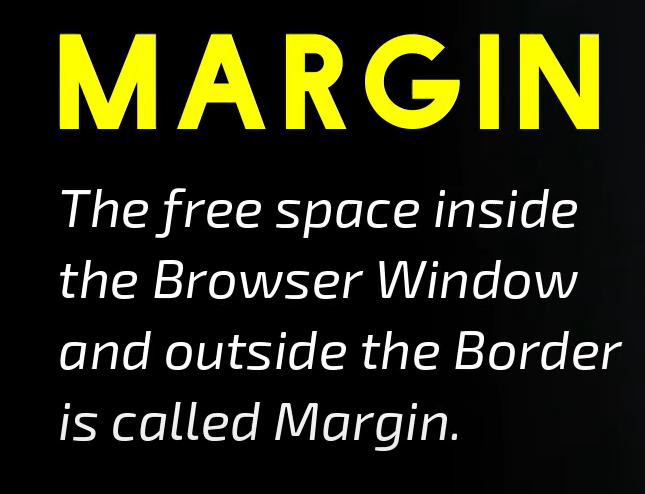 MARGIN
The free space inside
the Browser Window
and outside the Border
is called Margin.